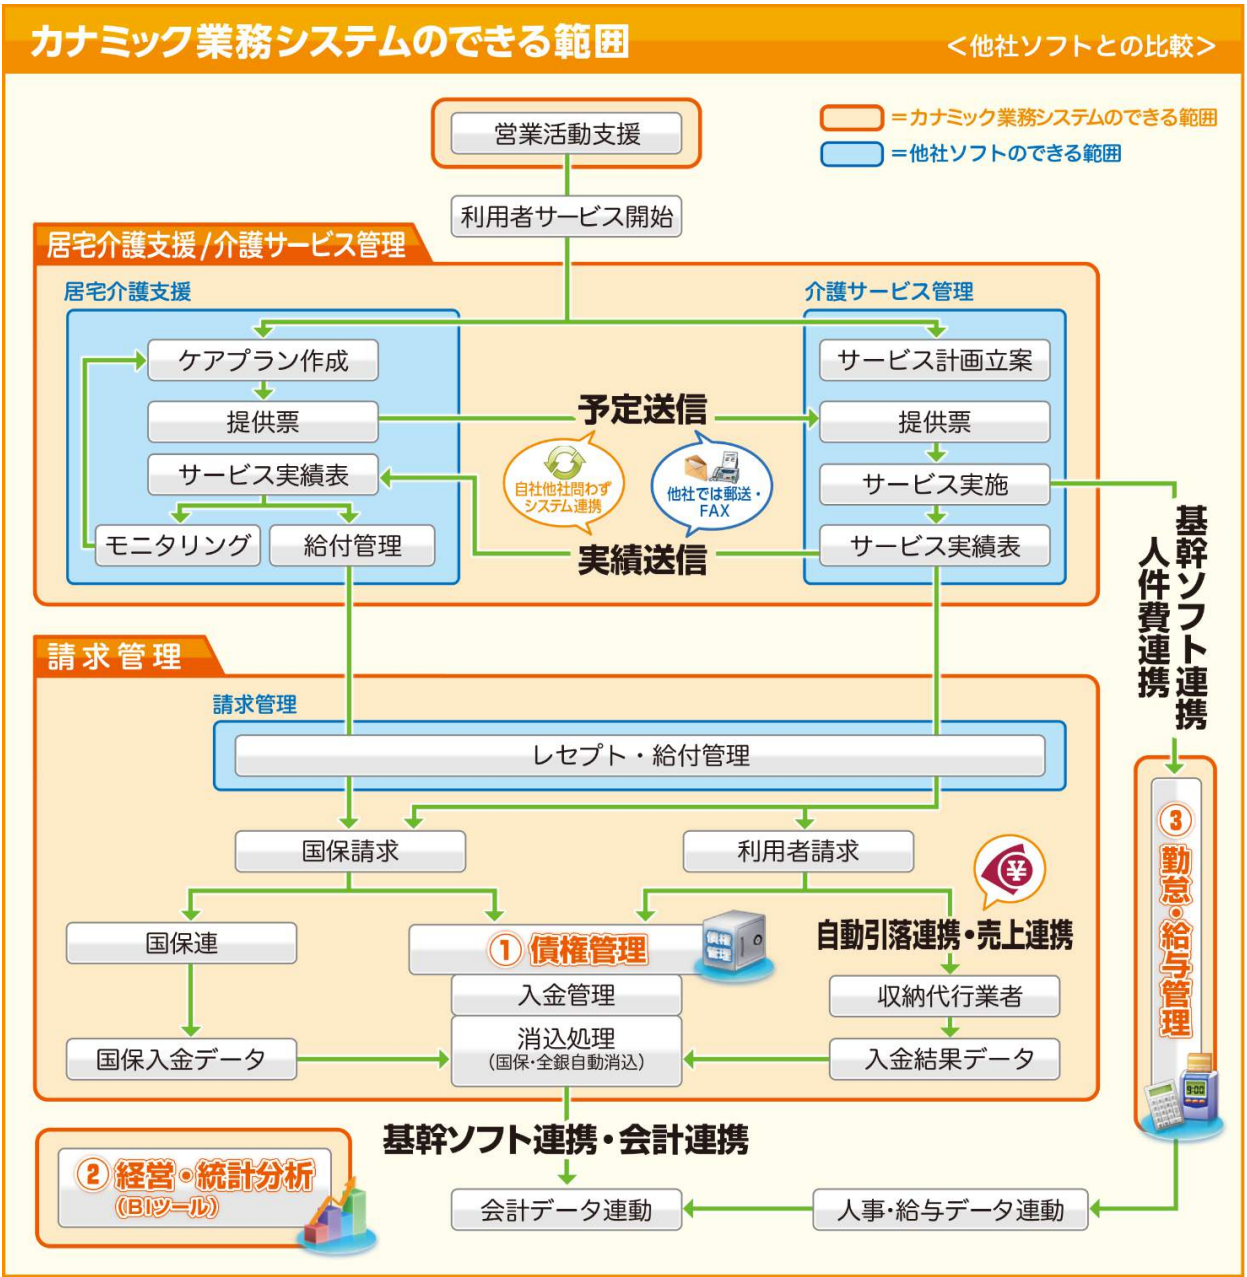 カナミック業務システムのできる範囲
＜他社ソフトとの比較＞
＝カナミック業務システムのできる範囲
＝他社ソフトのできる範囲
営業活動支援
利用者サービス開始
居宅介護支援/介護サービス管理
居宅介護支援
介護サービス管理
ケアプラン作成
サービス計画立案
提供票
予定送信
提供票
サービス実績表
自社他社問わず
システム連携
他社では郵送・
FAX
サービス実施
モニタリング
給付管理
実績送信
サービス実績表
基幹ソフト連携
人件費連携
請求管理
請求管理
レセプト・給付管理
国保請求
利用者請求
¥
国保連
①債権管理
債権
管理
自動引落連携・売上連携
入金管理
収納代行業者
国保入金データ
消込処理
(国保・全銀自動消込)
入金結果データ
③勤怠・給与管理
9:00
基幹ソフト連携・会計連携
②経営・統計分析
(BIツール)
会計データ連動
人事・給与データ連動